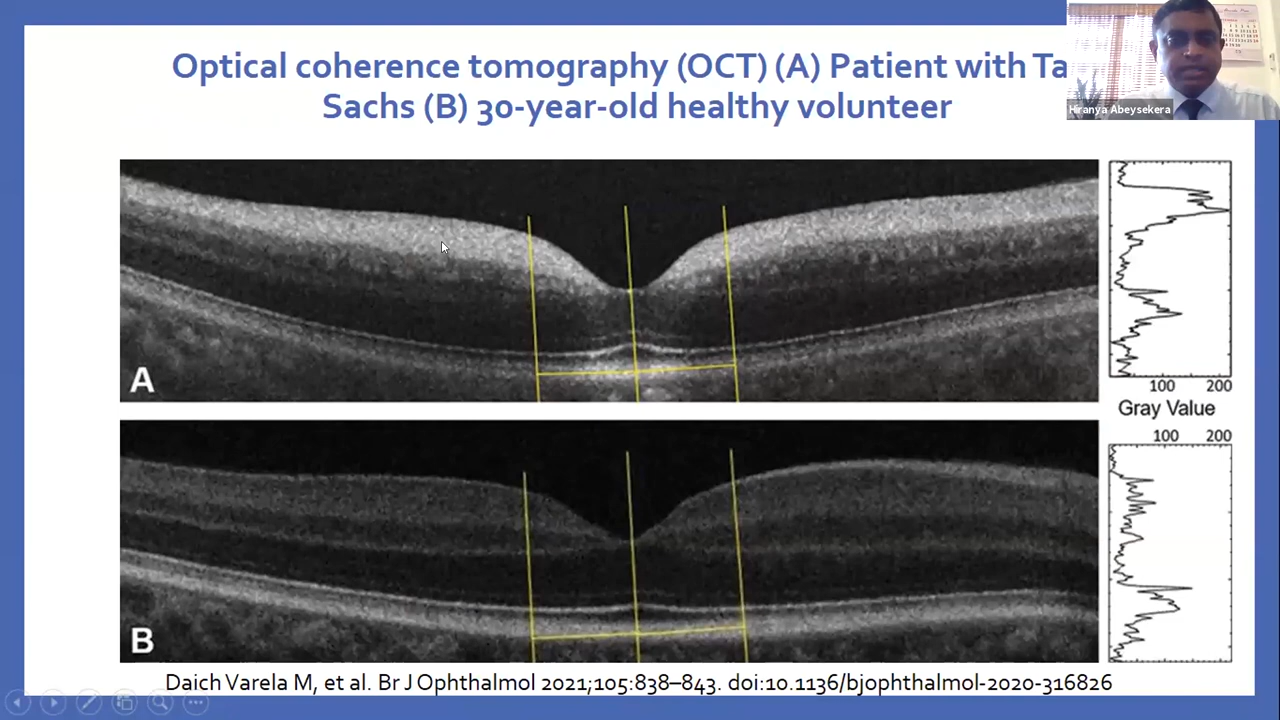 Optical coherence tomography (OCT) (A) Patient with Ta
Sachs (B) 30-year-old healthy volunteer
Hiranya Abeysekera
A
100 200
Gray Value
100 200
B
Daich Varela M, et al. Br J Ophthalmol 2021;105:838–843. doi:10.1136/bjophthalmol-2020-316826